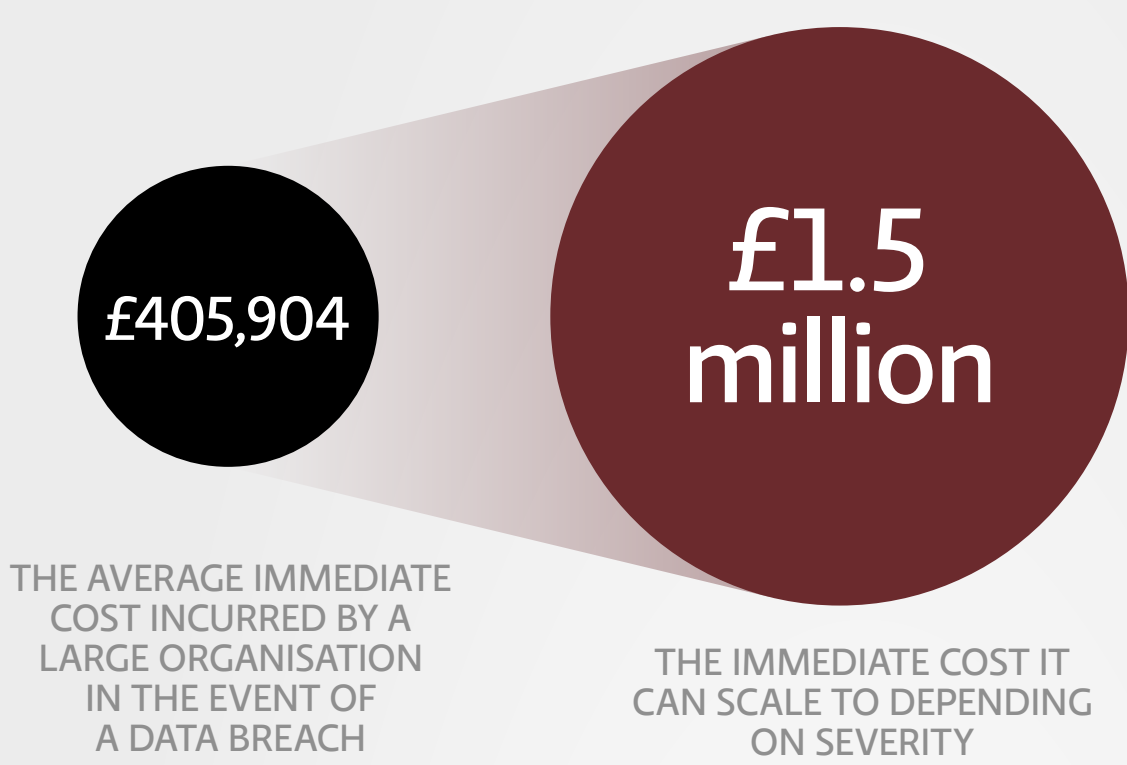 £405,904
THE AVERAGE IMMEDIATE
COST INCURRED BY A
LARGE ORGANISATION
IN THE EVENT OF
A DATA BREACH
£1.5
million
THE IMMEDIATE COST IT
CAN SCALE TO DEPENDING
ON SEVERITY